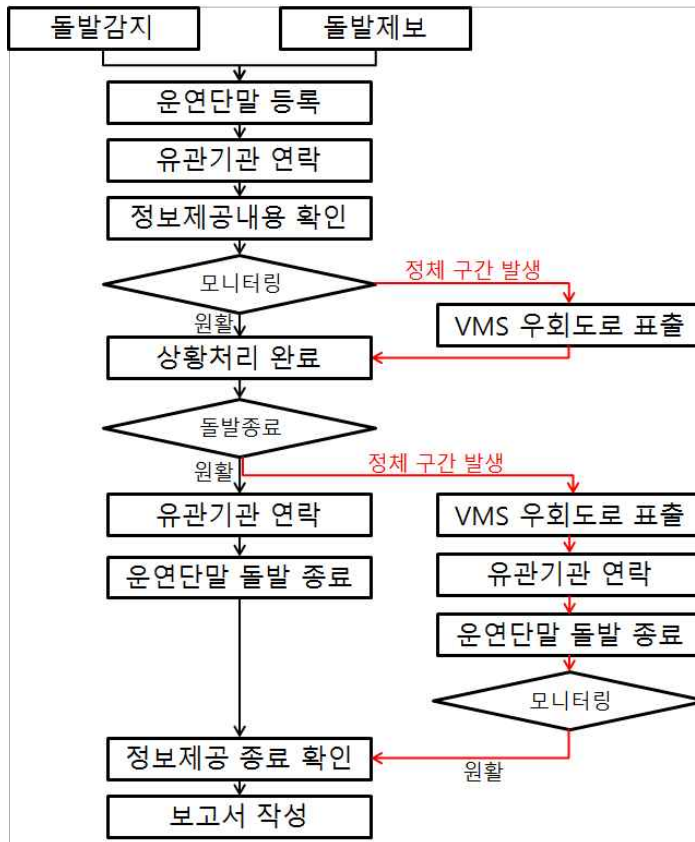 돌발감지
돌발제보
운연단말 등록
유관기관 연락
정보제공내용 확인
모니터링
정체 구간 발생
원활
VMS 우회도로 표출
상황처리 완료
돌발종료
원활
정체 구간 발생
유관기관 연락
VMS 우회도로 표출
운연단말 돌발 종료
유관기관 연락
운연단말 돌발 종료
모니터링
원활
정보제공 종료 확인
보고서 작성